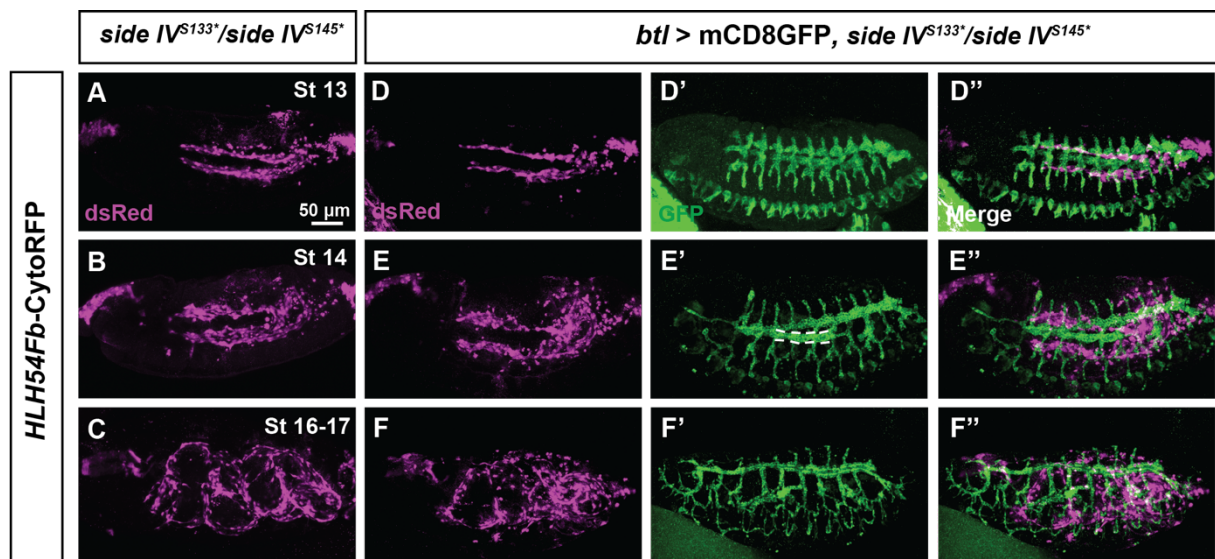 side IV^S133*/side IV^S145*
btl > mCD8GFP, side IV^S133*/side IV^S145*
HLH54Fb-CytoRFP
A St 13 D D' D''
dsRed 50 µm dsRed GFP Merge
B St 14 E E' E''
C St 16-17 F F' F''